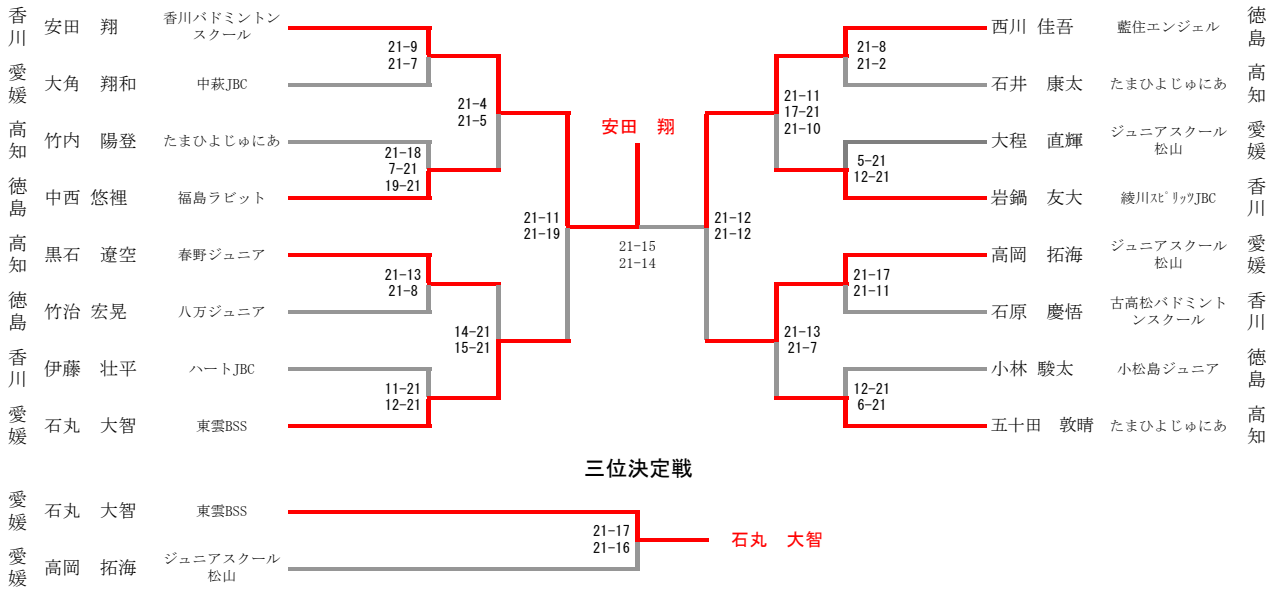 香川 安田　翔 香川バドミントンスクール
21-9
21-7
愛媛 大角　翔和 中萩JBC
21-4
21-5
高知 竹内　陽登 たまひよじゅにあ
21-18
7-21
19-21
徳島 中西 悠裡 福島ラビット
21-11
21-19
高知 黒石　遼空 春野ジュニア
21-13
21-8
徳島 竹治 宏晃 八万ジュニア
14-21
15-21
香川 伊藤　壮平 ハートJBC
11-21
12-21
愛媛 石丸　大智 東雲BSS
安田　翔
21-15
21-14
西川 佳吾 藍住エンジェル 徳島
21-8
21-2
石井　康太 たまひよじゅにあ 高知
21-11
17-21
21-10
大程　直輝 ジュニアスクール松山 愛媛
5-21
12-21
岩鍋　友大 綾川ｽﾋﾟﾘｯﾂJBC 香川
21-12
21-12
高岡　拓海 ジュニアスクール松山 愛媛
21-17
21-11
石原　慶悟 古高松バドミントンスクール 香川
21-13
21-7
小林 駿太 小松島ジュニア 徳島
12-21
6-21
五十田　敦晴 たまひよじゅにあ 高知
三位決定戦
愛媛 石丸　大智 東雲BSS
21-17
21-16
石丸　大智
愛媛 高岡　拓海 ジュニアスクール松山